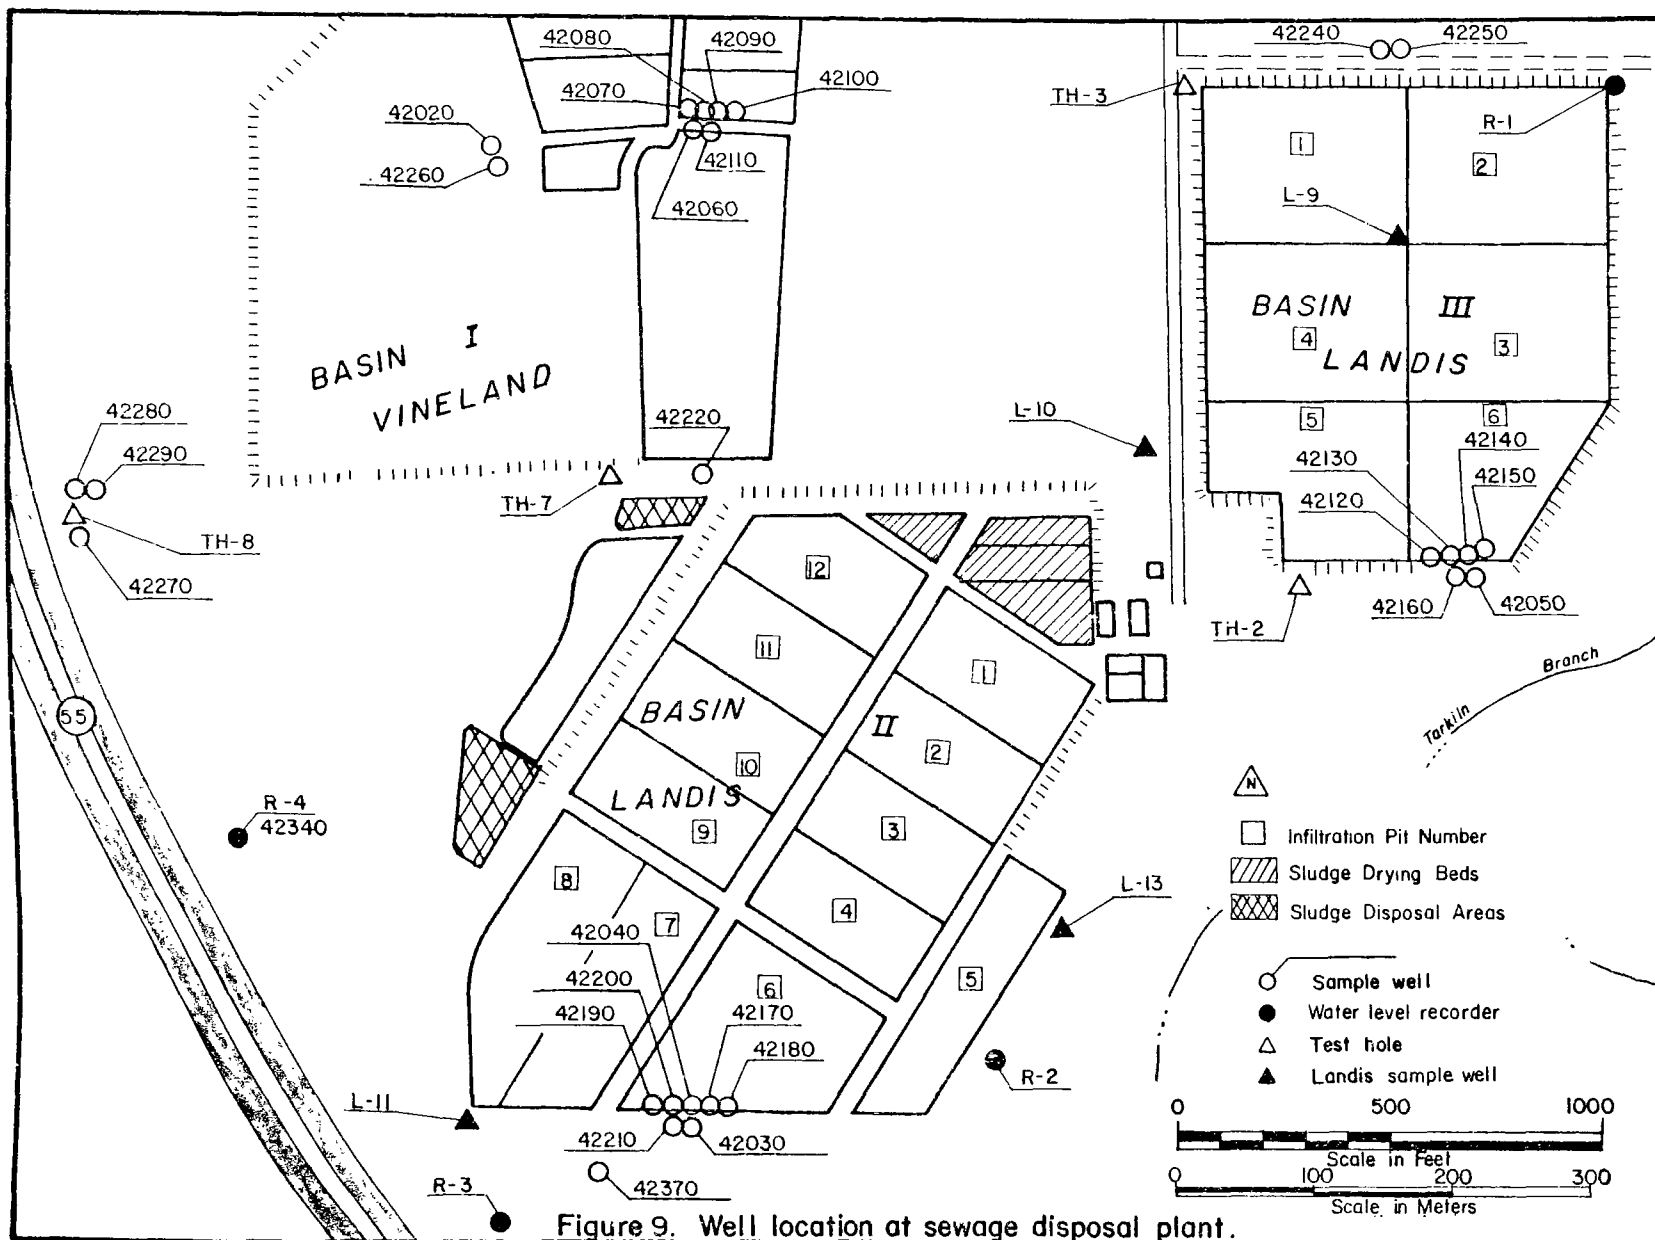 42080
42090
42240
42250
42070
42100
TH-3
42020
R-1
1
2
42110
42260
L-9
42060
BASIN III
BASIN I
4
3
LANDIS
VINELAND
42280
42220
L-10
5
6
42290
42130
42140
42150
42120
TH-7
TH-8
12
42270
42160
42050
TH-2
11
1
Branch
BASIN II
55
Tarkiln
2
10
N
LANDIS
R-4
42340
9
3
Infiltration Pit Number
8
Sludge Drying Beds
L-13
4
Sludge Disposal Areas
7
42040
42200
6
5
Sample well
42190
42170
Water level recorder
42180
Test hole
R-2
Landis sample well
L-11
0 500 1000
42210
42030
Scale in Feet
0 100 200 300
R-3
42370
Scale in Meters
Figure 9. Well location at sewage disposal plant.